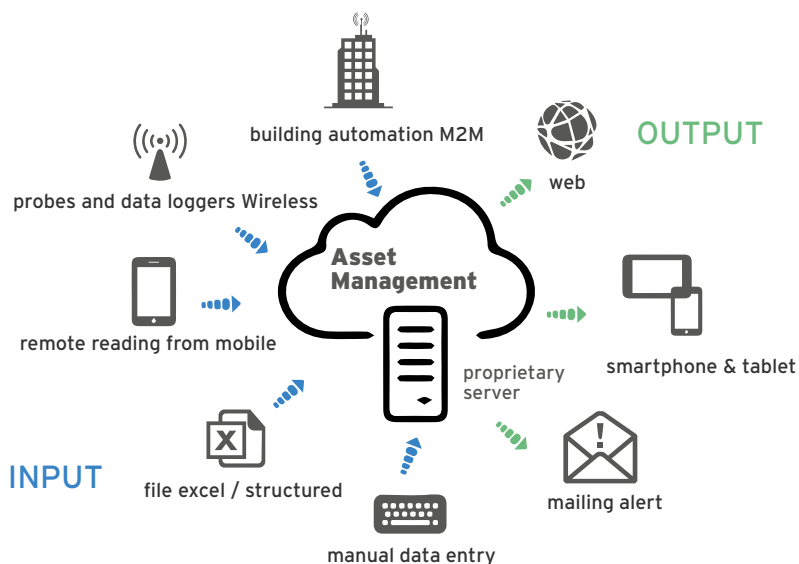 building automation M2M
OUTPUT
web
probes and data loggers Wireless
Asset
Management
remote reading from mobile
smartphone & tablet
proprietary
server
X
INPUT
file excel / structured
!
mailing alert
manual data entry